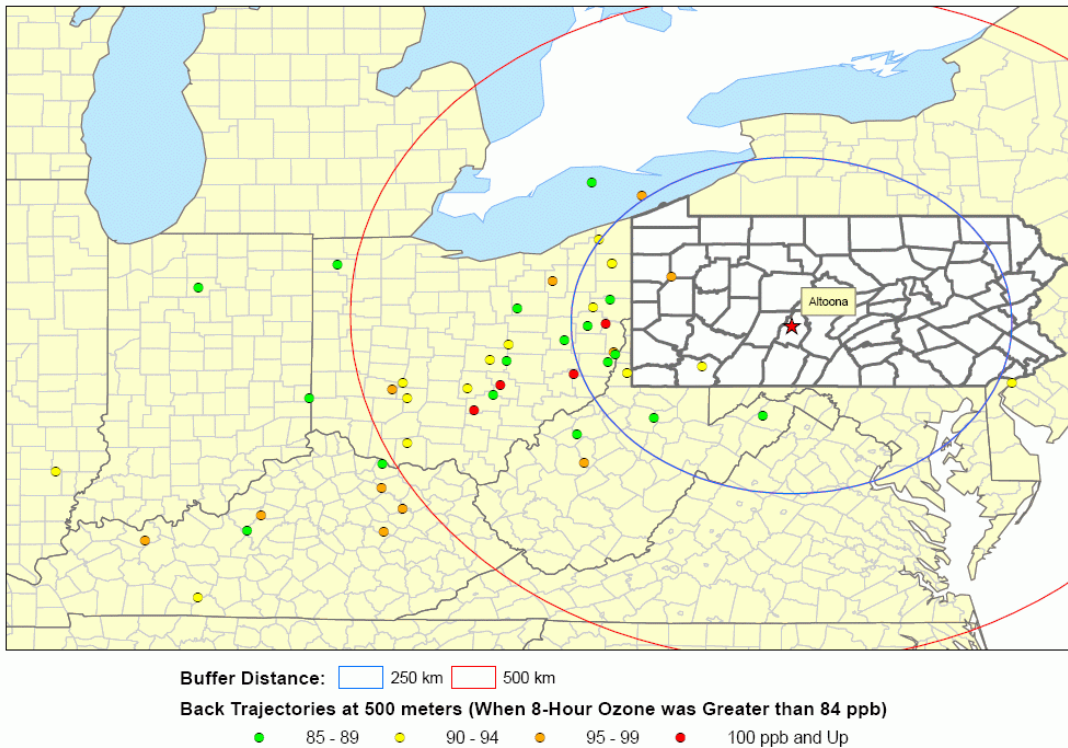 Altoona
Buffer Distance: 250 km 500 km
Back Trajectories at 500 meters (When 8-Hour Ozone was Greater than 84 ppb)
85 - 89 90 - 94 95 - 99 100 ppb and Up